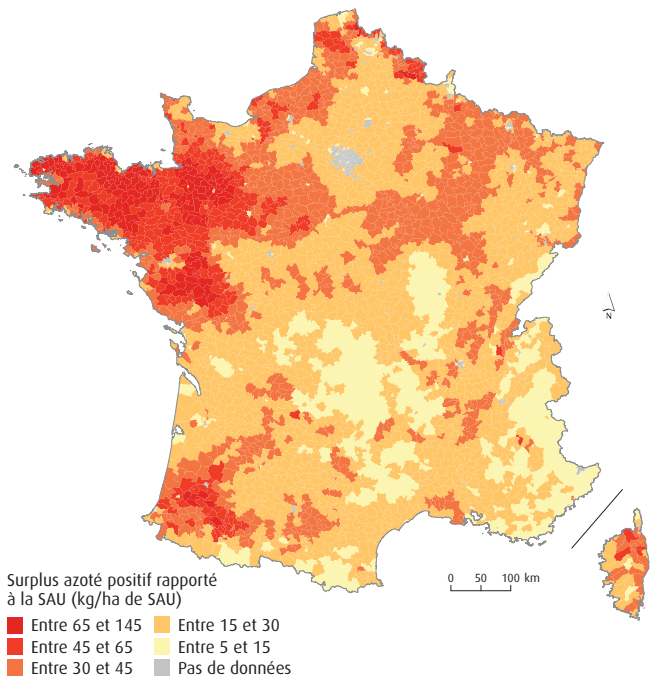 N
0 50 100 km
Surplus azoté positif rapporté
à la SAU (kg/ha de SAU)
Entre 65 et 145
Entre 45 et 65
Entre 30 et 45
Entre 15 et 30
Entre 5 et 15
Pas de données